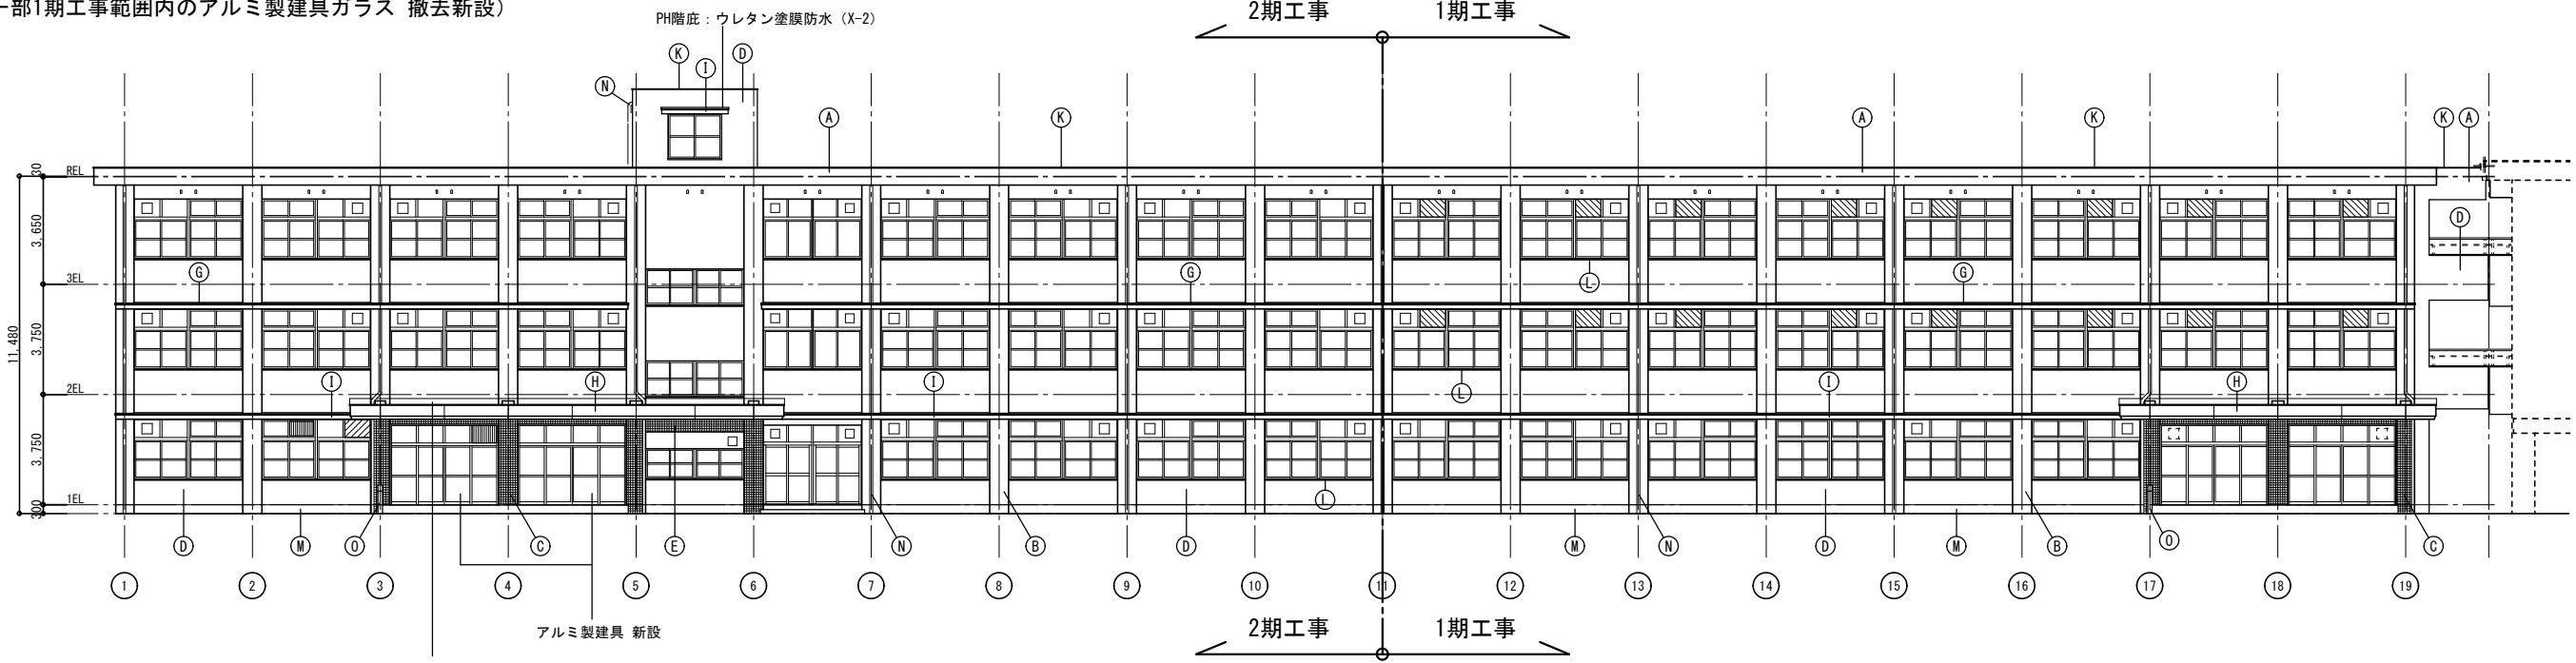 一部1期工事範囲内のアルミ製建具ガラス 撤去新設)
PH階庇：ウレタン塗膜防水（X-2）
2期工事 1期工事
K I D
N
A K A K K A
30 REL
D
3,650
G G L G
3EL
11,480
3,750
I H I L I H
2EL
3,750
E
L
1EL
300
D M O C E N B D M N D M B O C
1 2 3 4 5 6 7 8 9 10 11 12 13 14 15 16 17 18 19
アルミ製建具 新設
2期工事 1期工事